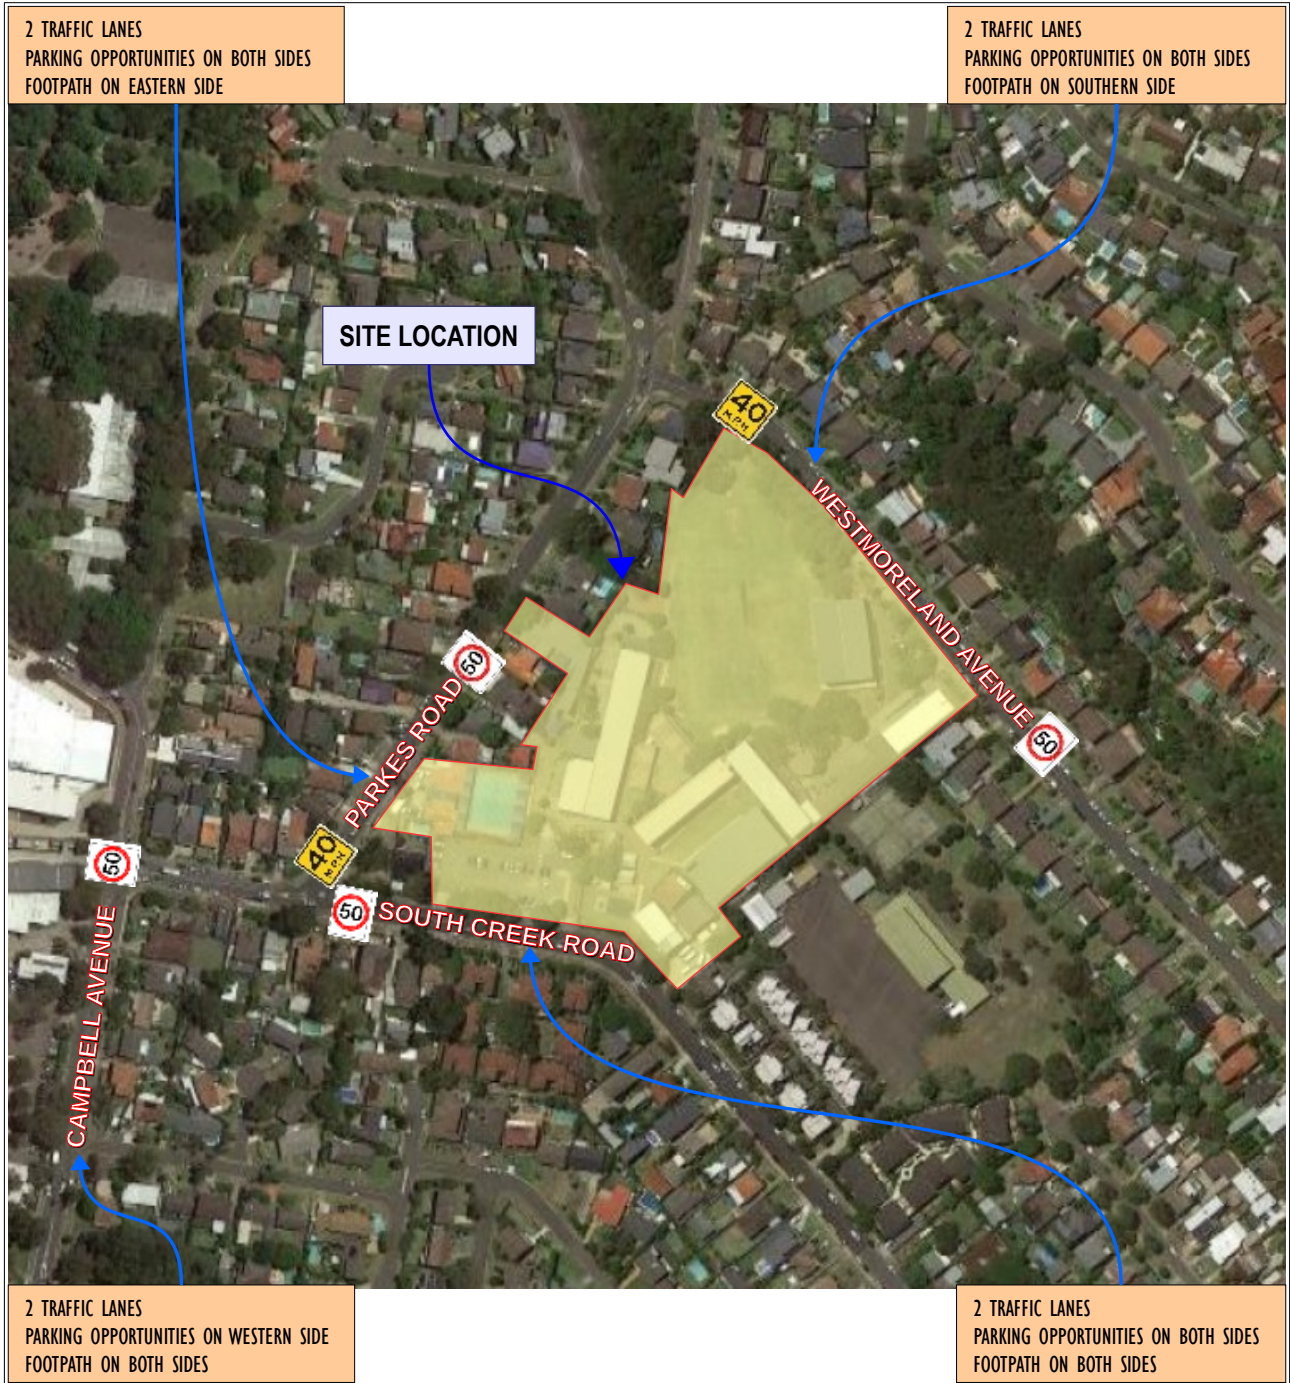 2 TRAFFIC LANES
PARKING OPPORTUNITIES ON BOTH SIDES
FOOTPATH ON EASTERN SIDE
2 TRAFFIC LANES
PARKING OPPORTUNITIES ON BOTH SIDES
FOOTPATH ON SOUTHERN SIDE
SITE LOCATION
40
KPH
WESTMORELAND AVENUE
50
PARKES ROAD
50
40
KPH
50
50
SOUTH CREEK ROAD
CAMPBELL AVENUE
2 TRAFFIC LANES
PARKING OPPORTUNITIES ON WESTERN SIDE
FOOTPATH ON BOTH SIDES
2 TRAFFIC LANES
PARKING OPPORTUNITIES ON BOTH SIDES
FOOTPATH ON BOTH SIDES